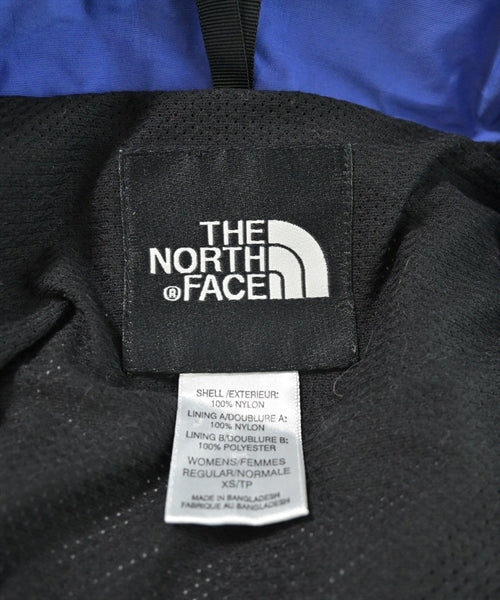 THE
NORTH
® FACE
SHELL/EXTERIEUR:
100% NYLON
LINING A/DOUBLURE A:
100% NYLON
LINING B/DOUBLURE B:
100% POLYESTER
WOMENS/FEMMES
REGULAR/NORMALE
XS/TP
MADE IN BANGLADESH
FABRIQUE AU BANGLADESH